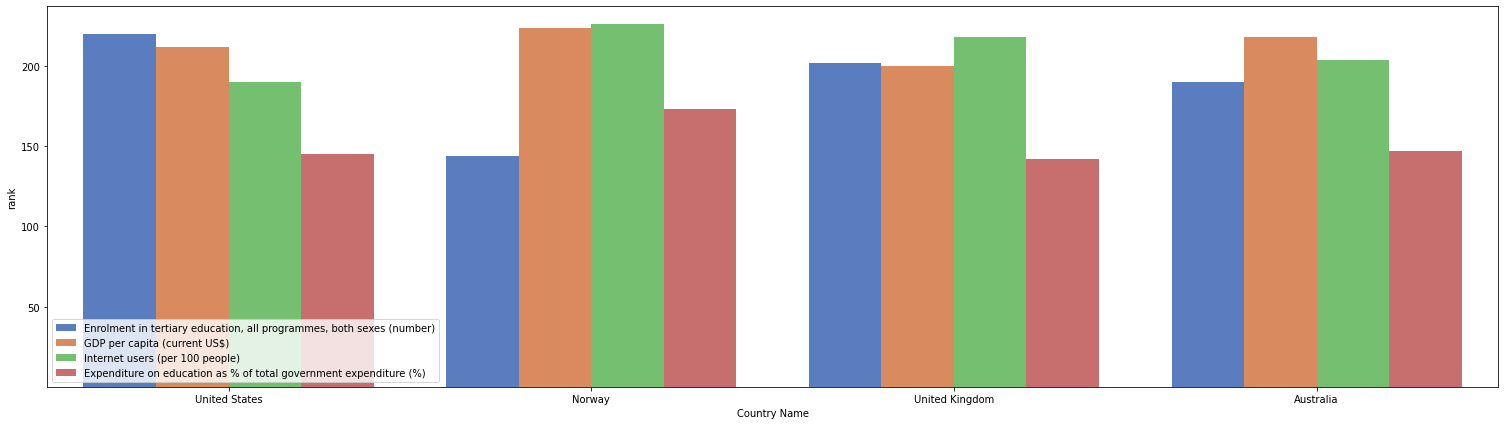 200
150
100
50
rank
Enrolment in tertiary education, all programmes, both sexes (number)
GDP per capita (current US$)
Internet users (per 100 people)
Expenditure on education as % of total government expenditure (%)
United States
Norway
United Kingdom
Australia
Country Name